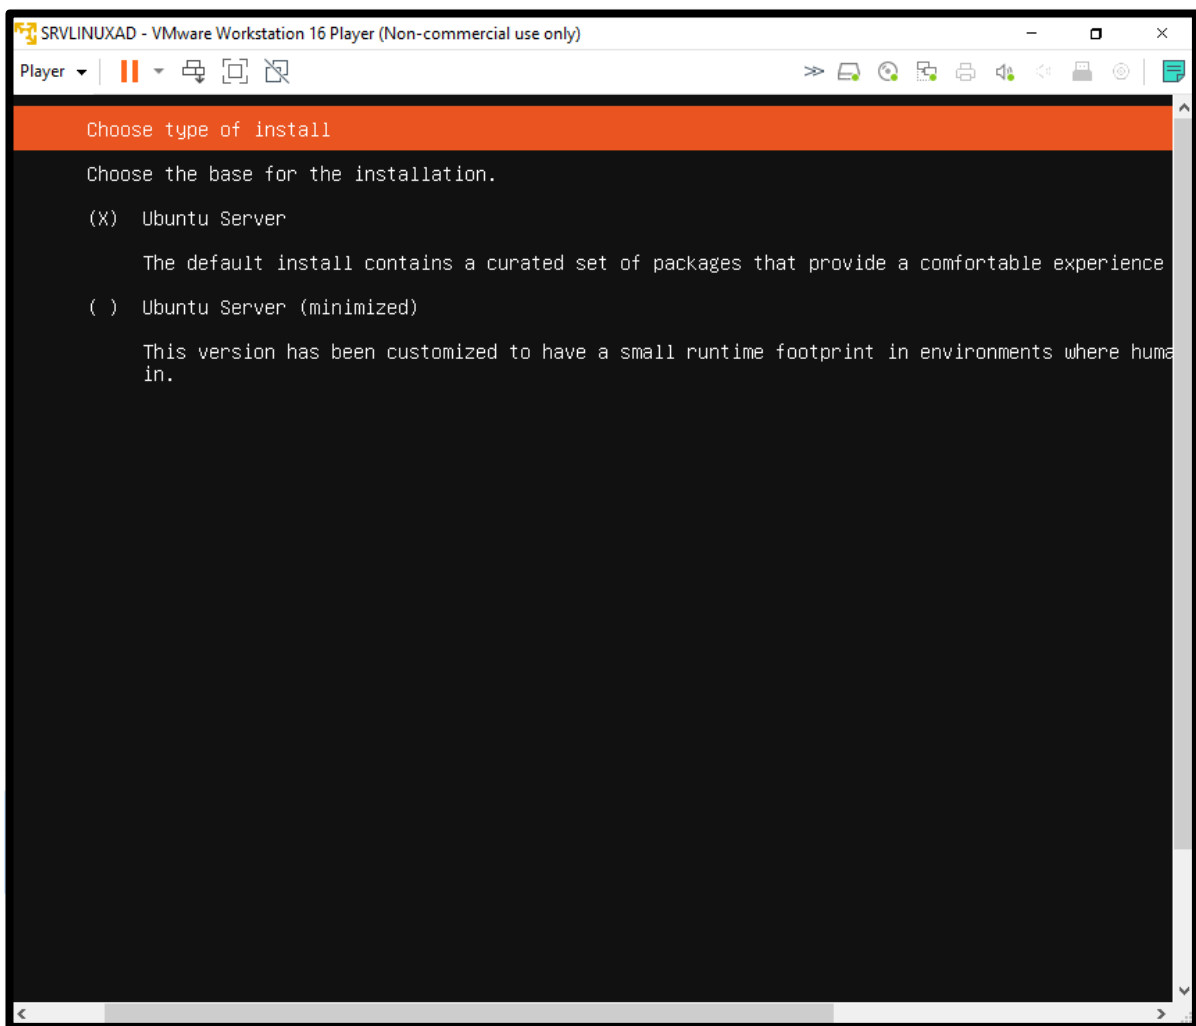 SRVLINUXAD - VMware Workstation 16 Player (Non-commercial use only)
Player
Choose type of install
Choose the base for the installation.
(X) Ubuntu Server
The default install contains a curated set of packages that provide a comfortable experience
( ) Ubuntu Server (minimized)
This version has been customized to have a small runtime footprint in environments where huma
in.